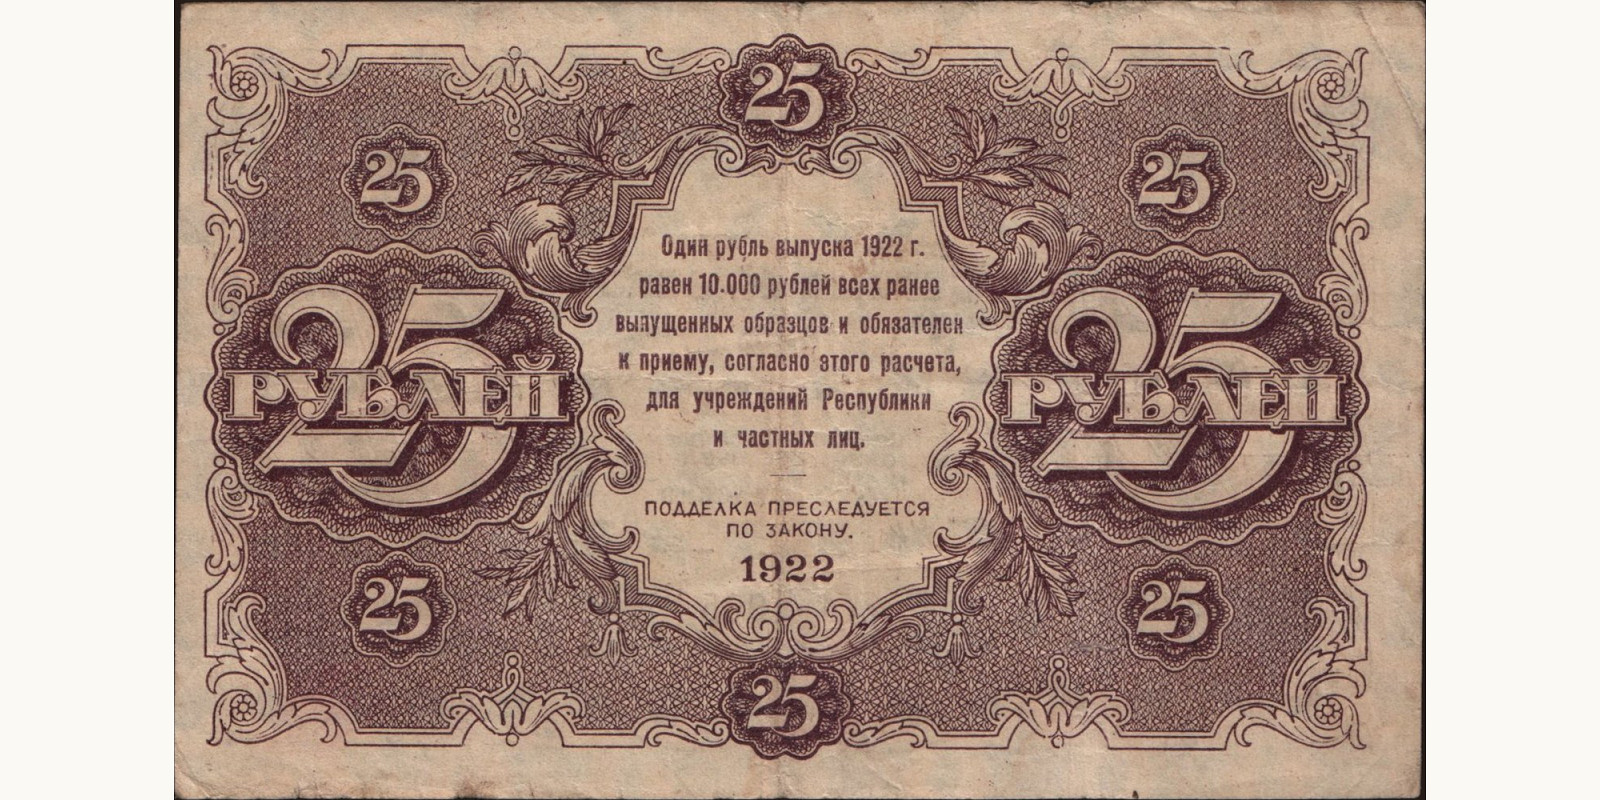 25
25
25
Один рубль выпуска 1922 г.
равен 10.000 рублей всех ранее
выпущенных образцов и обязателен
к приему, согласно этого расчета,
для учреждений Республики
и частных лиц.
25
РУБЛЕЙ
25
РУБЛЕЙ
ПОДДЕЛКА ПРЕСЛЕДУЕТСЯ
ПО ЗАКОНУ.
1922
25
25
25